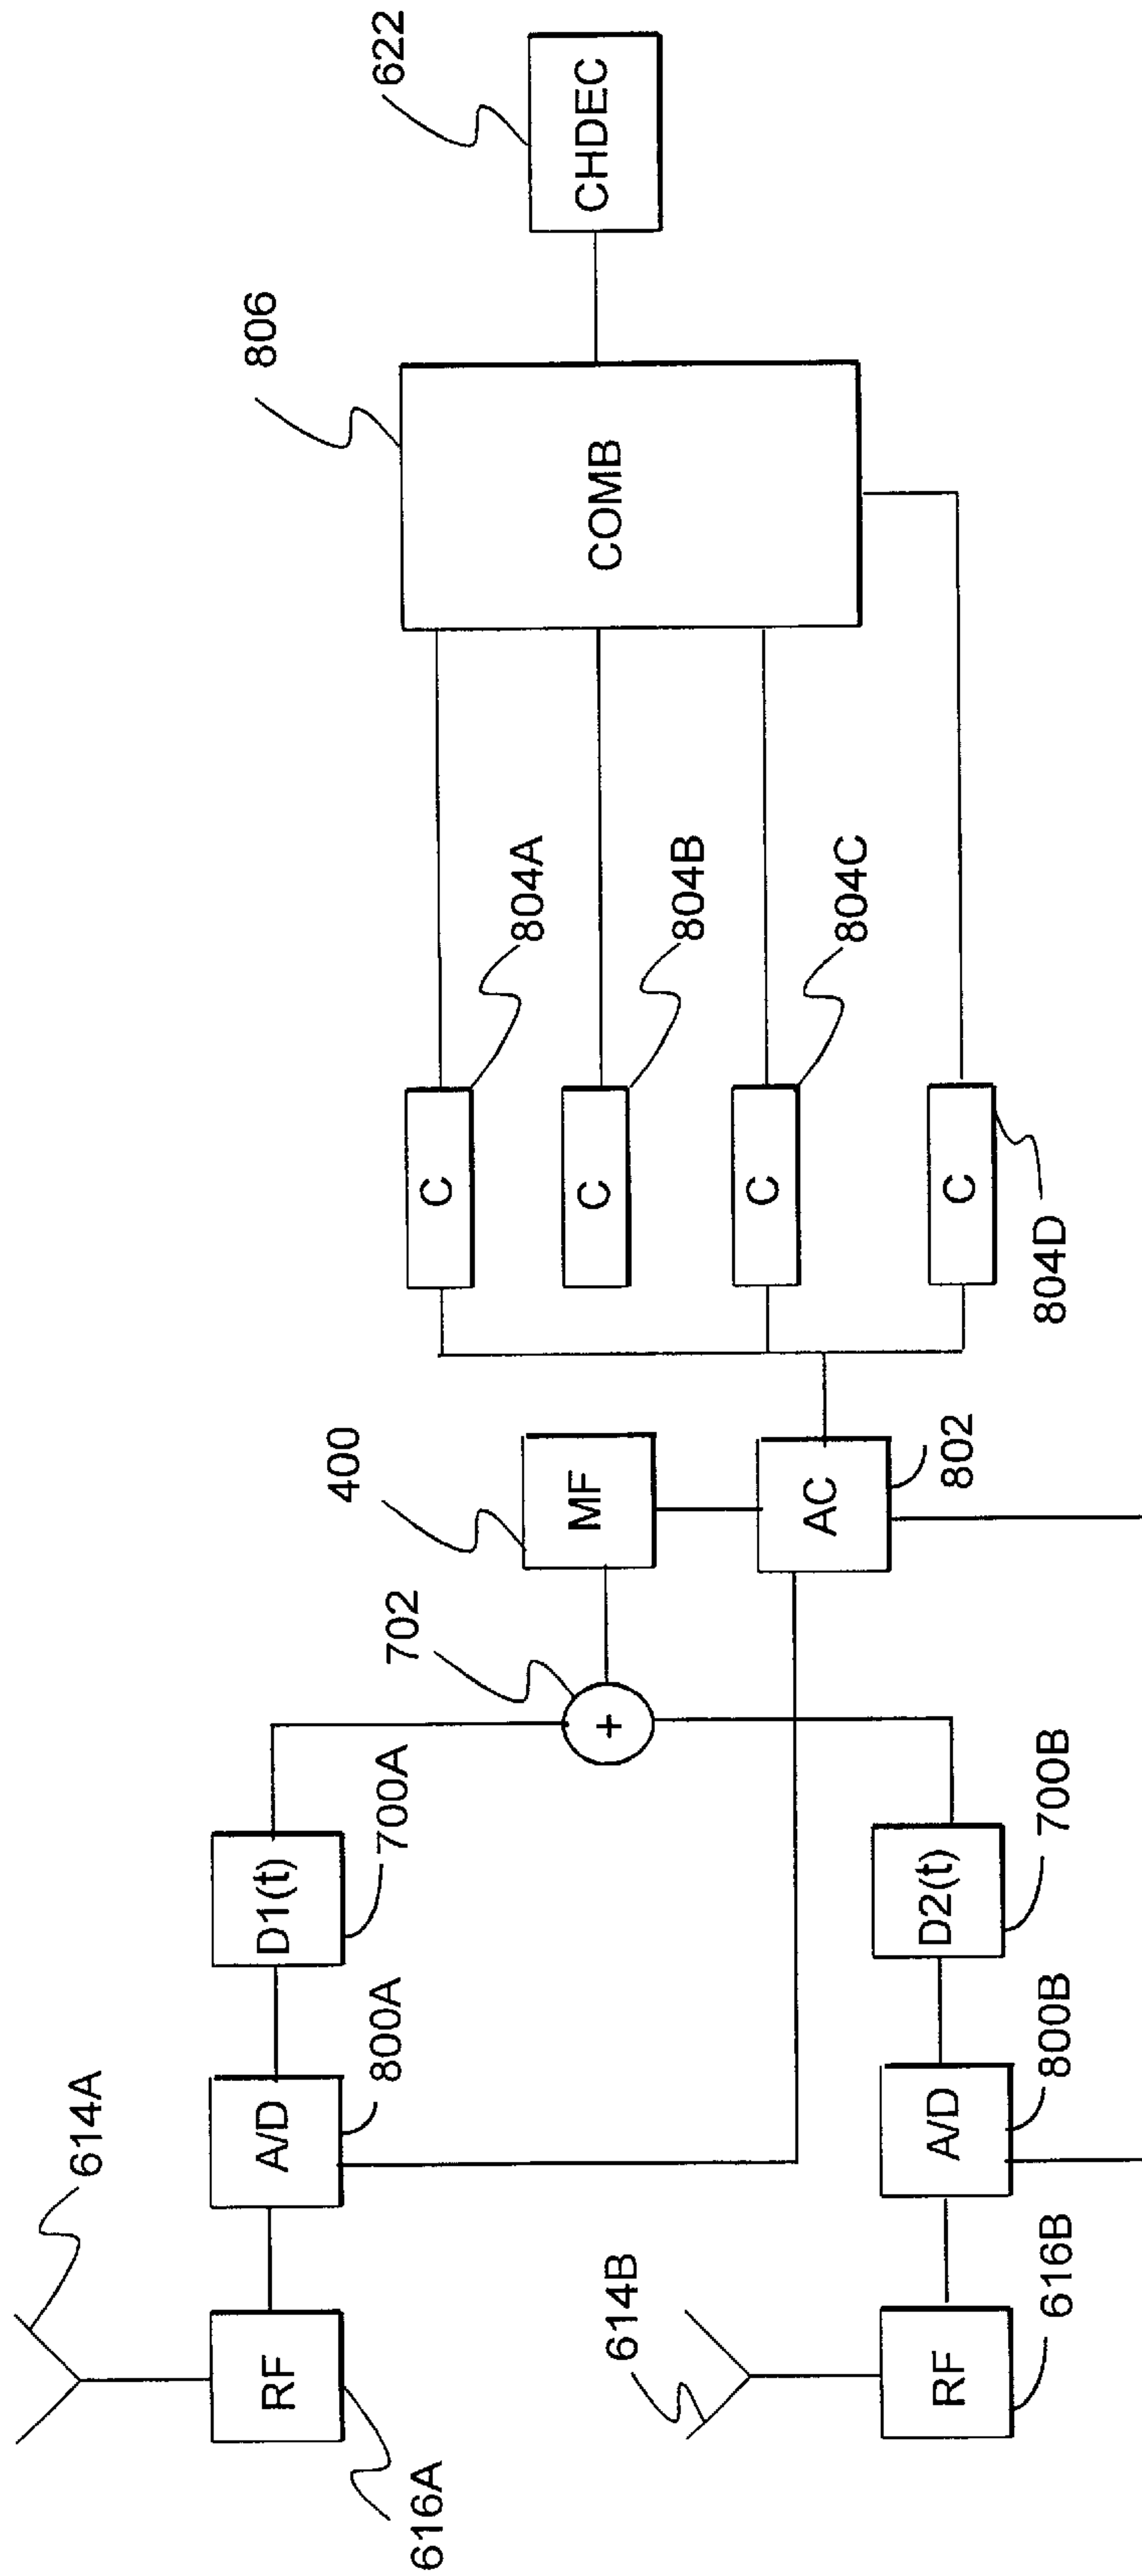 614A
RF
616A
A/D
800A
D1(t)
700A
702
+
400
MF
AC
802
614B
RF
616B
A/D
800B
D2(t)
700B
C
804A
C
804B
C
804C
C
804D
806
COMB
622
CHDEC